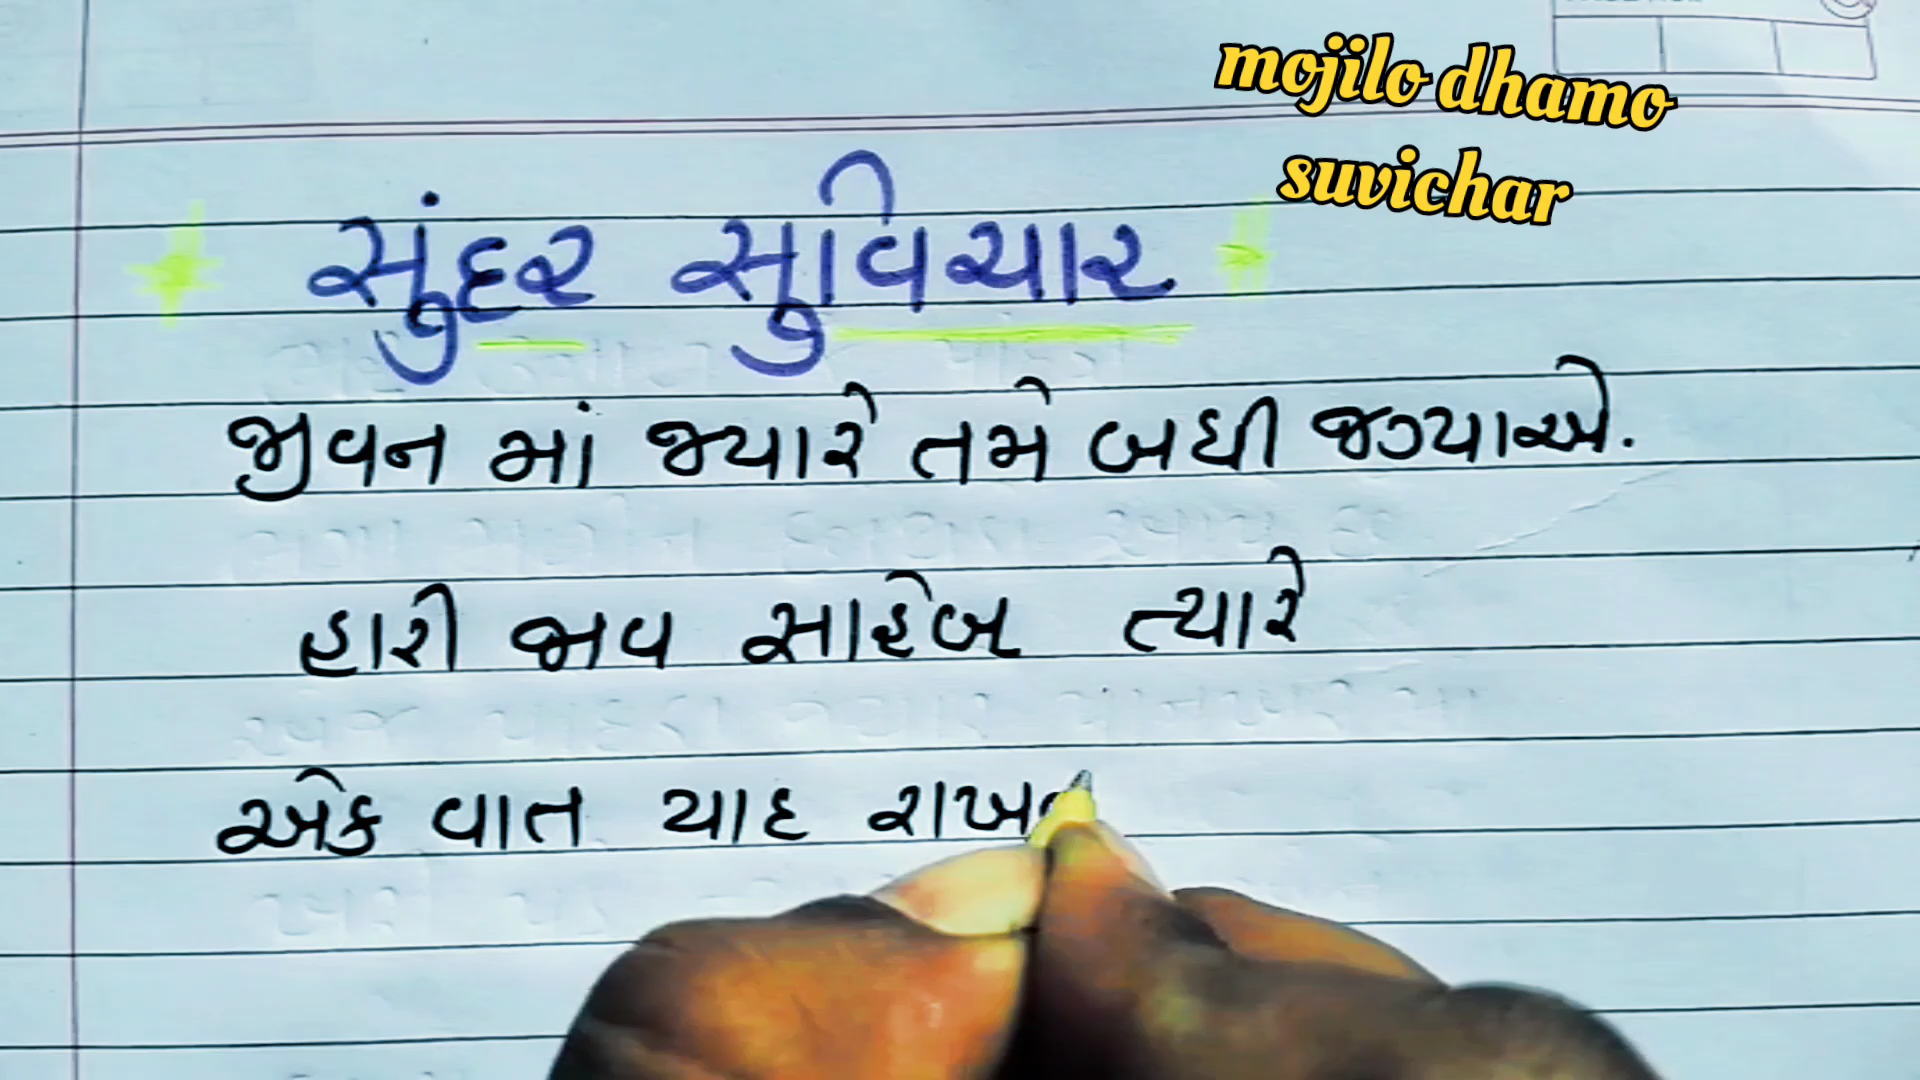 mojilo dhamo
suvichar
સુંદર સુવિચાર
જીવન માં જ્યારે તમે બધી જગ્યાએ.
હારી જાવ સાહેબ ત્યારે
એક વાત યાદ